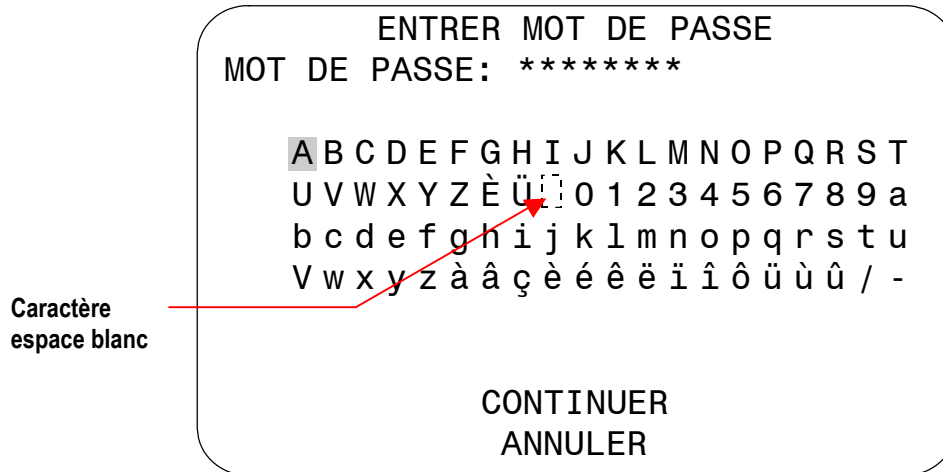 ENTRER MOT DE PASSE
MOT DE PASSE: ********
A B C D E F G H I J K L M N O P Q R S T
U V W X Y Z È Ü 0 1 2 3 4 5 6 7 8 9 a
b c d e f g h i j k l m n o p q r s t u
V w x y z à â ç è é ê ë ï î ô ü ù û / -
Caractère
espace blanc
CONTINUER
ANNULER